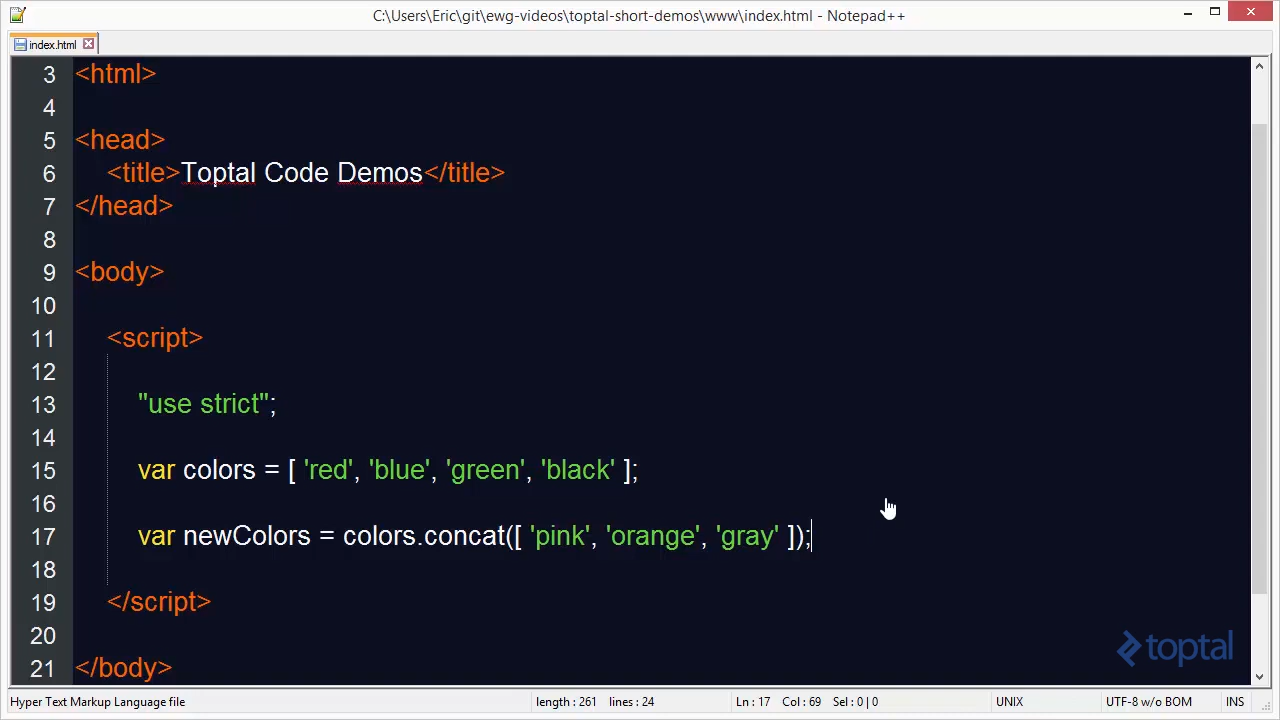 C:\Users\Eric\git\ewg-videos\toptal-short-demos\www\index.html - Notepad++
index.html
3 <html>
4
5 <head>
6 <title>Toptal Code Demos</title>
7 </head>
8
9 <body>
10
11 <script>
12
13 "use strict";
14
15 var colors = [ 'red', 'blue', 'green', 'black' ];
16
17 var newColors = colors.concat([ 'pink', 'orange', 'gray' ]);
18
19 </script>
20
21 </body>
toptal
Hyper Text Markup Language file length : 261 lines : 24 Ln : 17 Col : 69 Sel : 0 | 0 UNIX UTF-8 w/o BOM INS